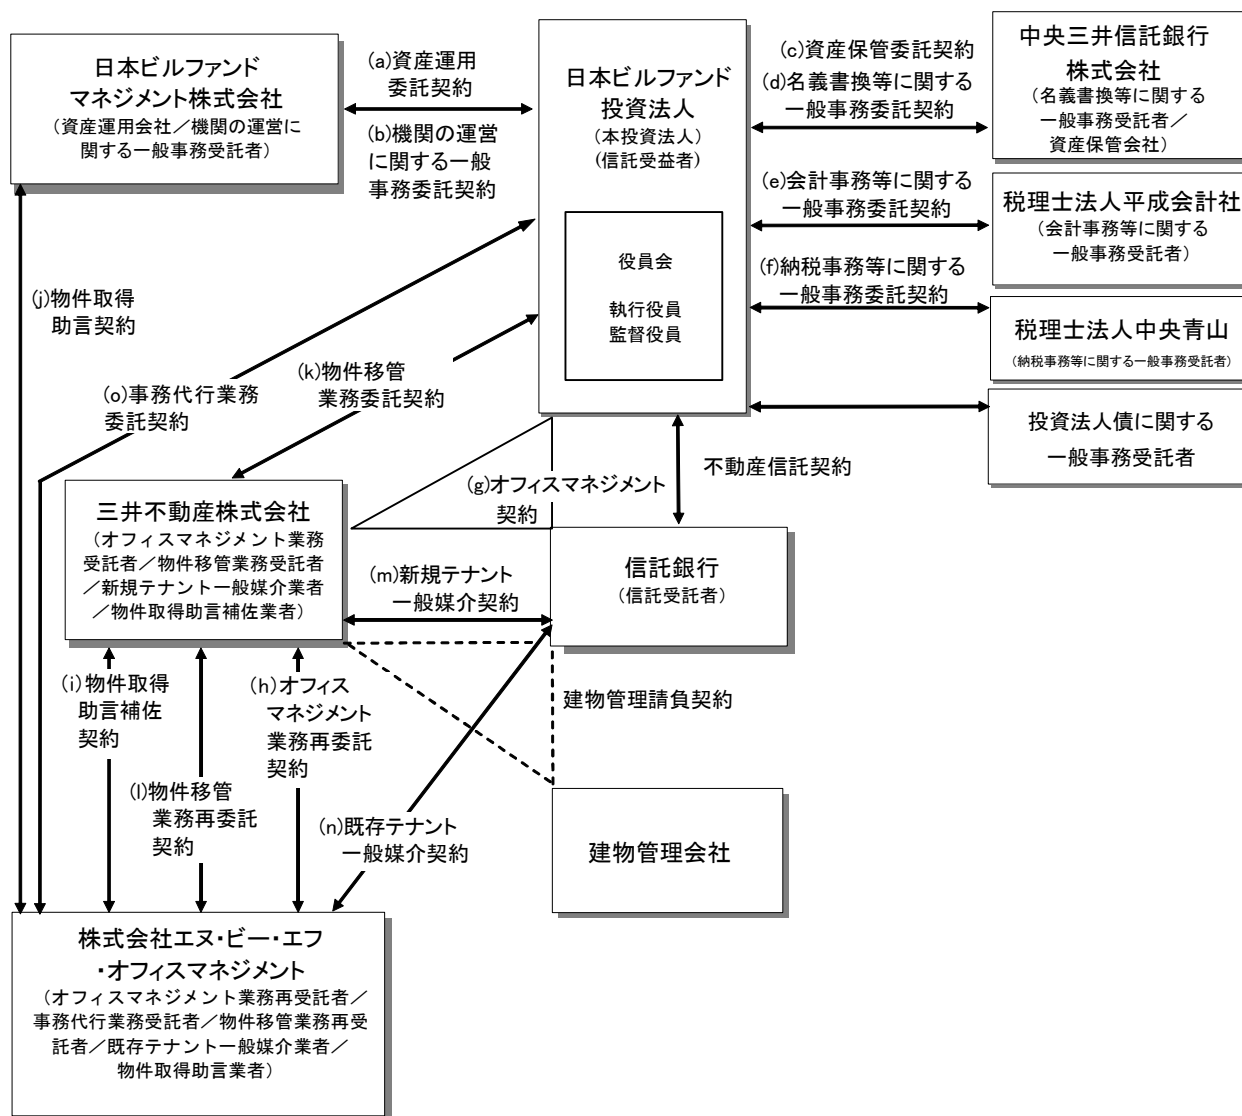 日本ビルファンド
マネジメント株式会社
（資産運用会社／機関の運営に
関する一般事務受託者）
(a)資産運用
委託契約
(b)機関の運営
に関する一般
事務委託契約
日本ビルファンド
投資法人
（本投資法人）
(信託受益者)
役員会
執行役員
監督役員
(c)資産保管委託契約
(d)名義書換等に関する
一般事務委託契約
中央三井信託銀行
株式会社
（名義書換等に関する
一般事務受託者／
資産保管会社）
(e)会計事務等に関する
一般事務委託契約
税理士法人平成会計社
（会計事務等に関する
一般事務受託者）
(f)納税事務等に関する
一般事務委託契約
税理士法人中央青山
（納税事務等に関する一般事務受託者）
投資法人債に関する
一般事務受託者
(j)物件取得
助言契約
(o)事務代行業務
委託契約
(k)物件移管
業務委託契約
(g)オフィスマネジメント
契約
不動産信託契約
三井不動産株式会社
（オフィスマネジメント業務
受託者／物件移管業務受託者
／新規テナント一般媒介業者
／物件取得助言補佐業者）
(m)新規テナント
一般媒介契約
信託銀行
（信託受託者）
(i)物件取得
助言補佐
契約
(h)オフィス
マネジメント
業務再委託
契約
建物管理請負契約
(l)物件移管
業務再委託
契約
(n)既存テナント
一般媒介契約
建物管理会社
株式会社エヌ・ビー・エフ
・オフィスマネジメント
（オフィスマネジメント業務再受託者／
事務代行業務受託者／物件移管業務再受
託者／既存テナント一般媒介業者／
物件取得助言業者）